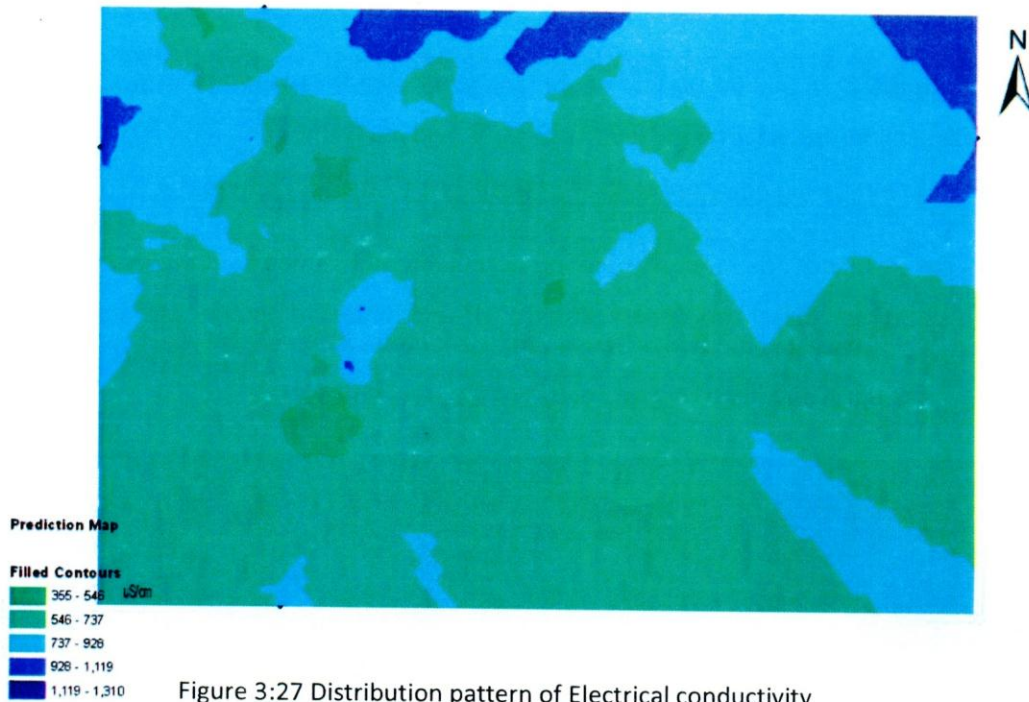 N
Prediction Map
Filled Contours
355 - 546 µS/cm
546 - 737
737 - 928
928 - 1,119
1,119 - 1,310
Figure 3:27 Distribution pattern of Electrical conductivity